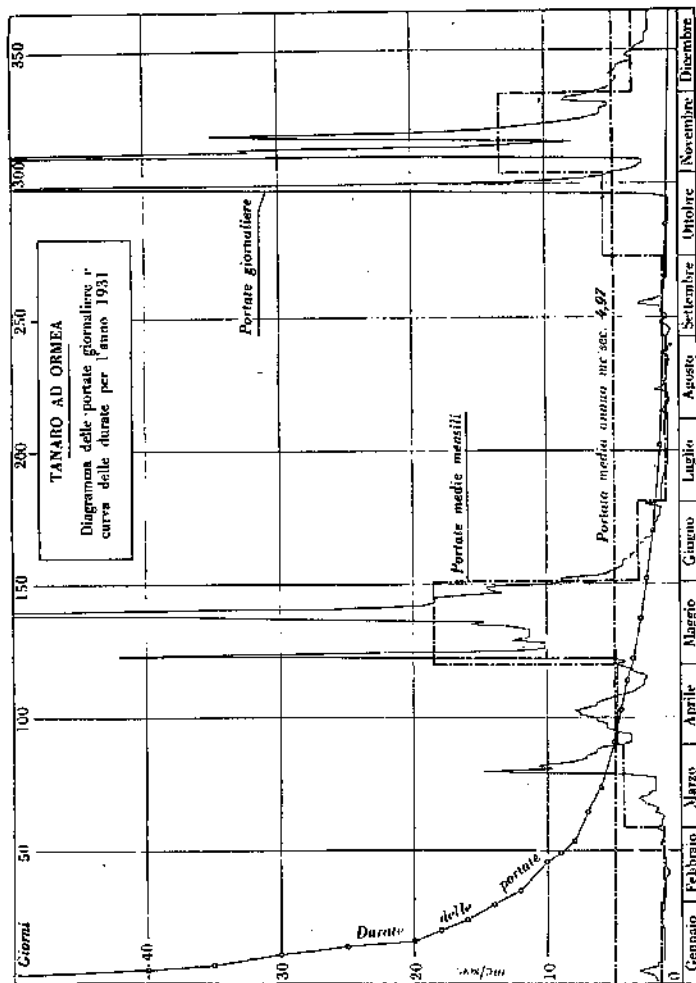 TANARO AD ORMEA
Diagramma delle portate giornaliere
curva delle durate per l'anno 1931
Giorni
50
100
150
200
250
300
350
40
30
20
10
0
mc/sec.
Durate delle portate
Portate medie mensili
Portate giornaliere
Portata media annua mc sec. 4,97
Gennaio
Febbraio
Marzo
Aprile
Maggio
Giugno
Luglio
Agosto
Settembre
Ottobre
Novembre
Dicembre